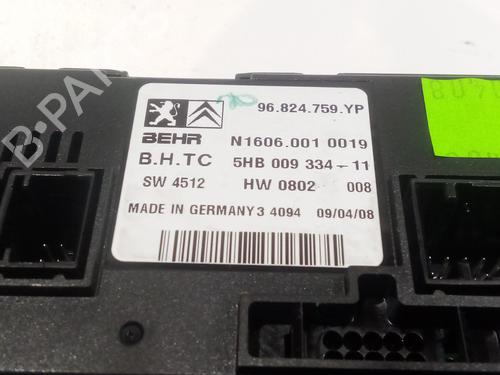 96.824.759.YP
BEHR N1606.001 0019
B.H.TC 5HB 009 334-11
SW 4512 HW 0802 008
MADE IN GERMANY 3 4094 09/04/08
B-PARTS